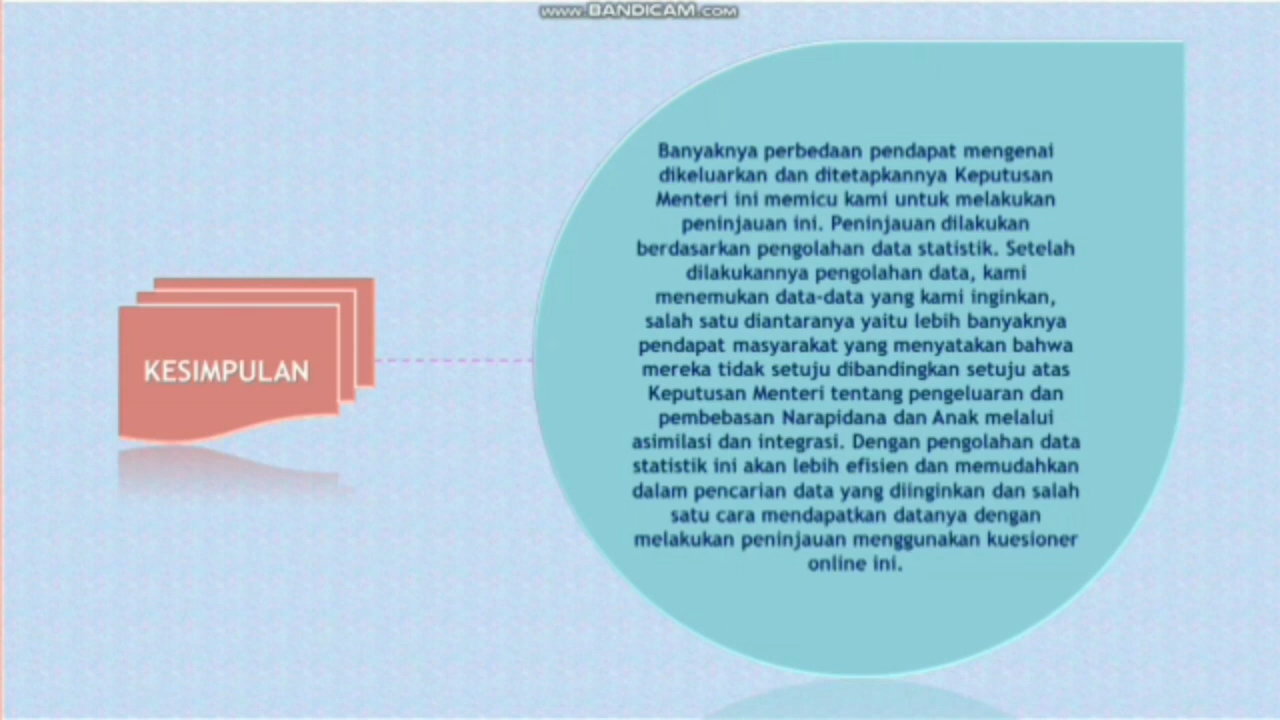 www.BANDICAM.COM
KESIMPULAN
Banyaknya perbedaan pendapat mengenai
dikeluarkan dan ditetapkannya Keputusan
Menteri ini memicu kami untuk melakukan
peninjauan ini. Peninjauan dilakukan
berdasarkan pengolahan data statistik. Setelah
dilakukannya pengolahan data, kami
menemukan data-data yang kami inginkan,
salah satu diantaranya yaitu lebih banyaknya
pendapat masyarakat yang menyatakan bahwa
mereka tidak setuju dibandingkan setuju atas
Keputusan Menteri tentang pengeluaran dan
pembebasan Narapidana dan Anak melalui
asimilasi dan integrasi. Dengan pengolahan data
statistik ini akan lebih efisien dan memudahkan
dalam pencarian data yang diinginkan dan salah
satu cara mendapatkan datanya dengan
melakukan peninjauan menggunakan kuesioner
online ini.